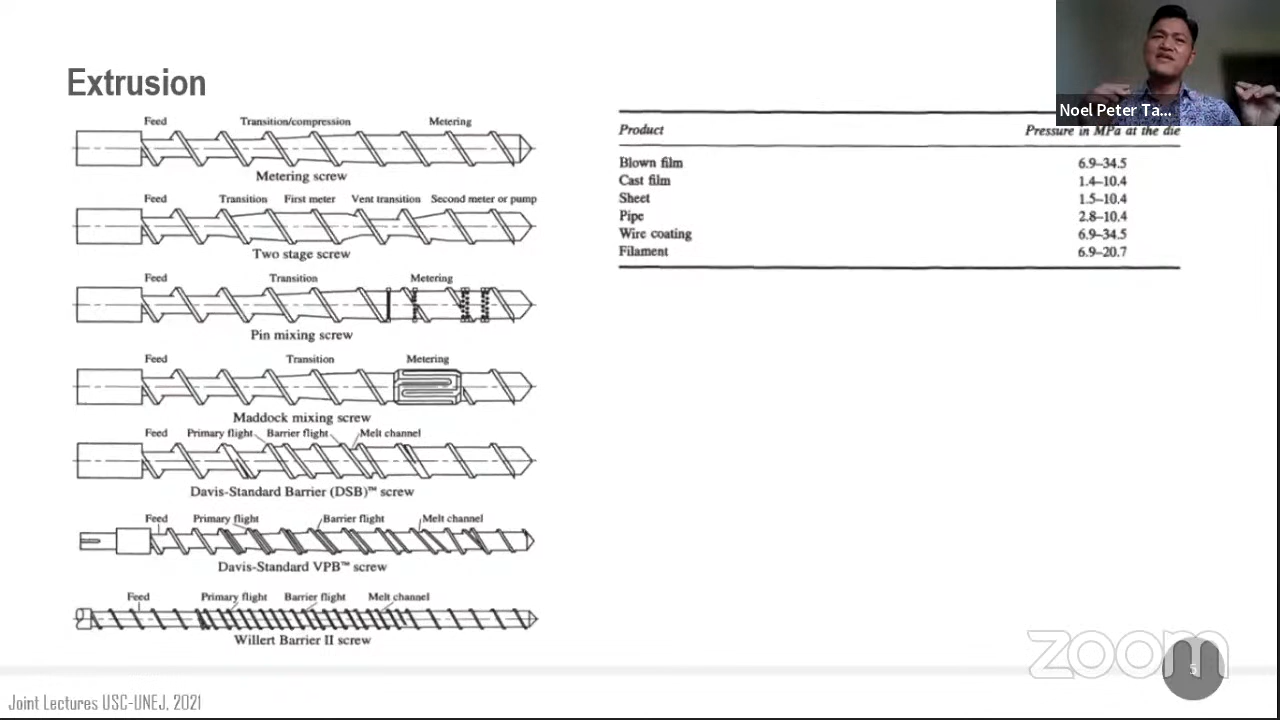 Extrusion
Feed Transition/compression Metering
Metering screw
Feed Transition First meter Vent transition Second meter or pump
Two stage screw
Feed Transition Metering
Pin mixing screw
Feed Transition Metering
Maddock mixing screw
Feed Primary flight Barrier flight Melt channel
Davis-Standard Barrier (DSB)™ screw
Feed Primary flight Barrier flight Melt channel
Davis-Standard VPB™ screw
Feed Primary flight Barrier flight Melt channel
Willert Barrier II screw
Noel Peter Ta...
Product Pressure in MPa at the die
Blown film 6.9–34.5
Cast film 1.4–10.4
Sheet 1.5–10.4
Pipe 2.8–10.4
Wire coating 6.9–34.5
Filament 6.9–20.7
zoom
5
Joint Lectures USC-UNEJ, 2021